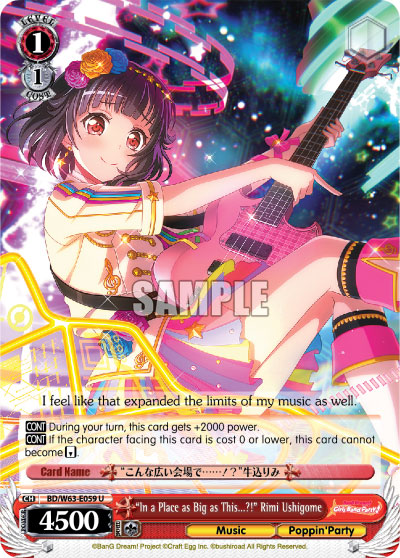 LEVEL
1
1
COST
SAMPLE
I feel like that expanded the limits of my music as well.
CONT During your turn, this card gets +2000 power.
CONT If the character facing this card is cost 0 or lower, this card cannot
become [▼].
Card Name “こんな広い会場で……！？”牛込りみ
CH BD/W63-E059 U
Girls Band Party!
4500
“In a Place as Big as This...?!” Rimi Ushigome
Music Poppin'Party
©BanG Dream! Project ©Craft Egg Inc. ©bushiroad All Rights Reserved.